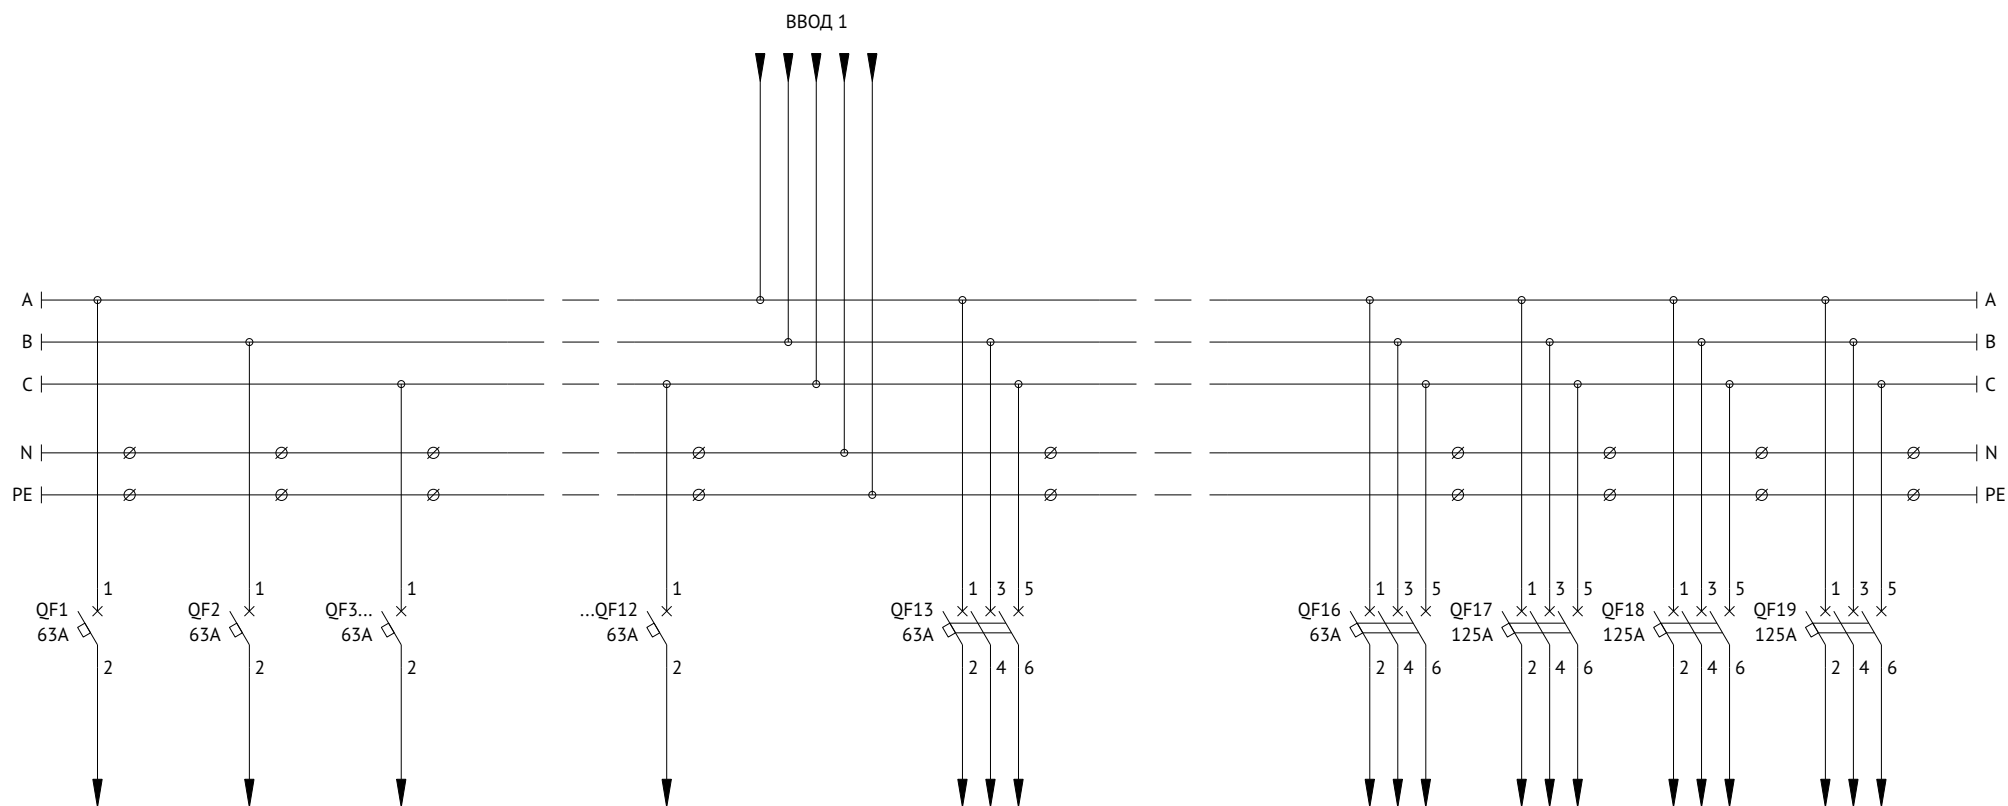 ВВОД 1
A A
B B
C C
N N
PE PE
1 1 1 1 1 3 5 1 3 5 1 3 5 1 3 5 1 3 5
QF1 QF2 QF3... ...QF12 QF13 QF16 QF17 QF18 QF19
63A 63A 63A 63A 63A 63A 125A 125A 125A
2 2 2 2 2 4 6 2 4 6 2 4 6 2 4 6 2 4 6